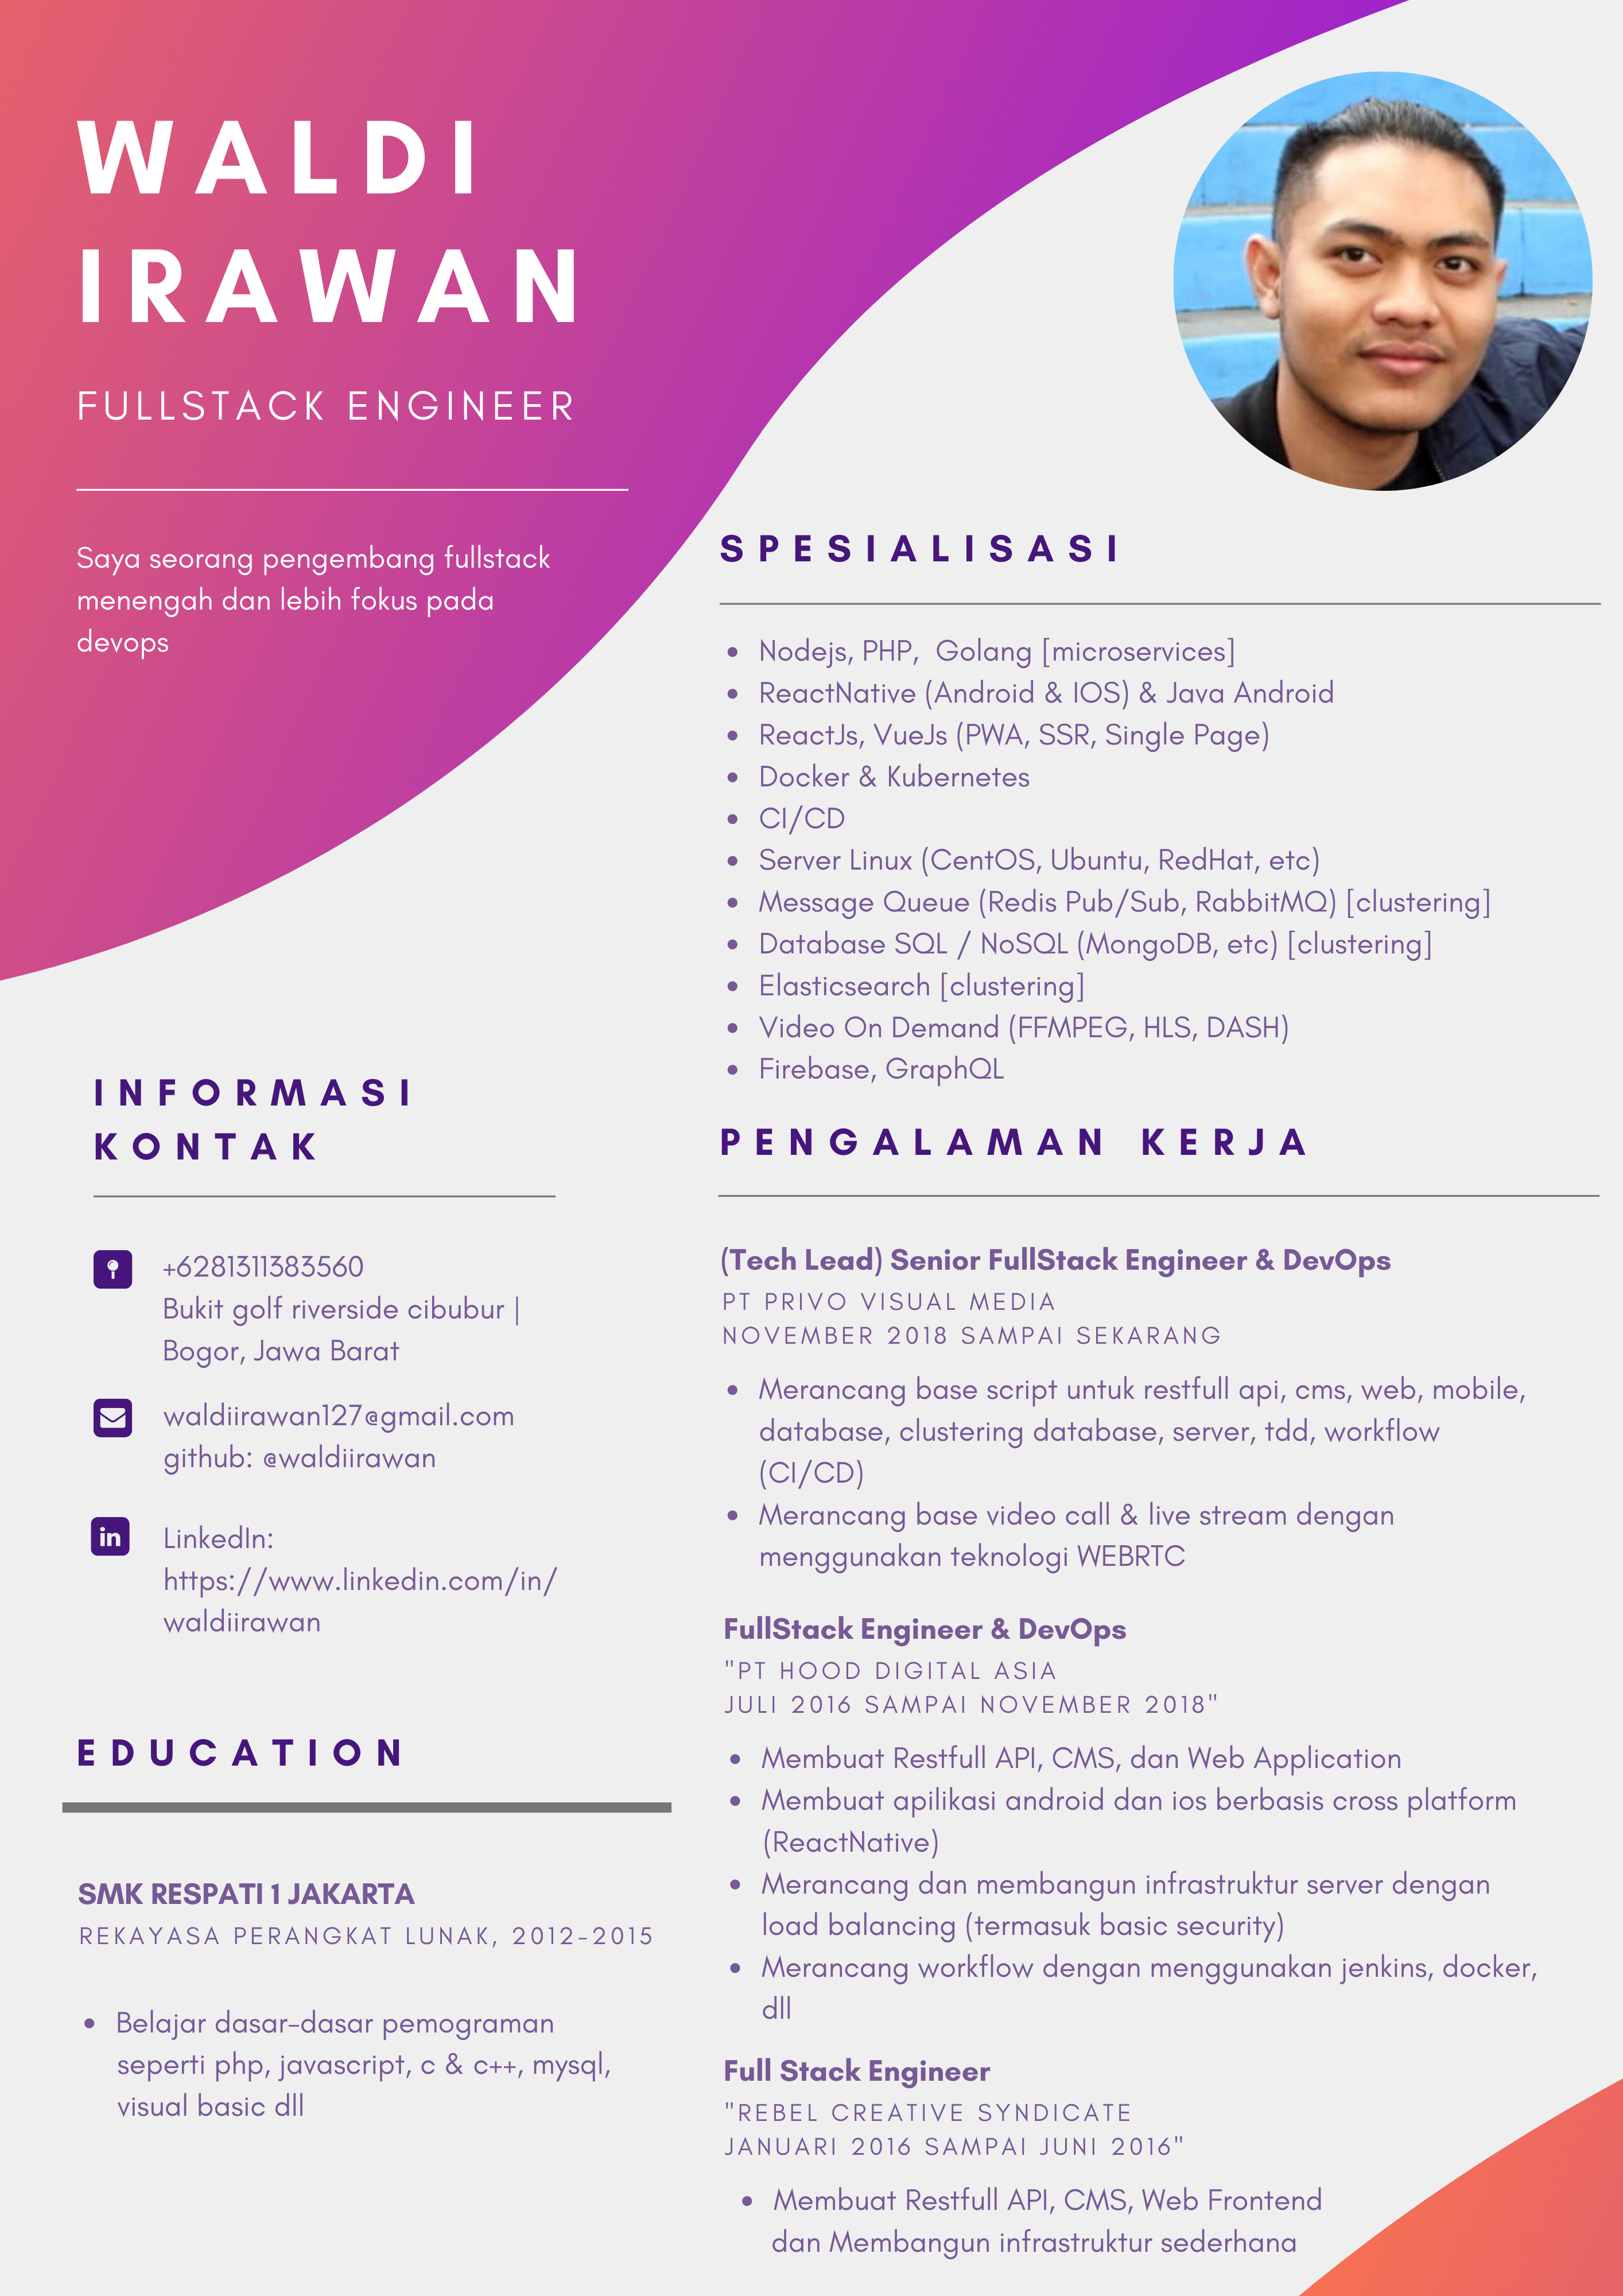 WALDI
IRAWAN
FULLSTACK ENGINEER
Saya seorang pengembang fullstack
menengah dan lebih fokus pada
devops
INFORMASI
KONTAK
+6281311383560
Bukit golf riverside cibubur |
Bogor, Jawa Barat
waldiirawan127@gmail.com
github: @waldiirawan
in
LinkedIn:
https://www.linkedin.com/in/
waldiirawan
EDUCATION
SMK RESPATI 1 JAKARTA
REKAYASA PERANGKAT LUNAK, 2012-2015
• Belajar dasar-dasar pemograman
seperti php, javascript, c & c++, mysql,
visual basic dll
SPESIALISASI
• Nodejs, PHP,  Golang [microservices]
• ReactNative (Android & IOS) & Java Android
• ReactJs, VueJs (PWA, SSR, Single Page)
• Docker & Kubernetes
• CI/CD
• Server Linux (CentOS, Ubuntu, RedHat, etc)
• Message Queue (Redis Pub/Sub, RabbitMQ) [clustering]
• Database SQL / NoSQL (MongoDB, etc) [clustering]
• Elasticsearch [clustering]
• Video On Demand (FFMPEG, HLS, DASH)
• Firebase, GraphQL
PENGALAMAN KERJA
(Tech Lead) Senior FullStack Engineer & DevOps
PT PRIVO VISUAL MEDIA
NOVEMBER 2018 SAMPAI SEKARANG
• Merancang base script untuk restfull api, cms, web, mobile,
database, clustering database, server, tdd, workflow
(CI/CD)
• Merancang base video call & live stream dengan
menggunakan teknologi WEBRTC
FullStack Engineer & DevOps
"PT HOOD DIGITAL ASIA
JULI 2016 SAMPAI NOVEMBER 2018"
• Membuat Restfull API, CMS, dan Web Application
• Membuat apilikasi android dan ios berbasis cross platform
(ReactNative)
• Merancang dan membangun infrastruktur server dengan
load balancing (termasuk basic security)
• Merancang workflow dengan menggunakan jenkins, docker,
dll
Full Stack Engineer
"REBEL CREATIVE SYNDICATE
JANUARI 2016 SAMPAI JUNI 2016"
• Membuat Restfull API, CMS, Web Frontend
dan Membangun infrastruktur sederhana